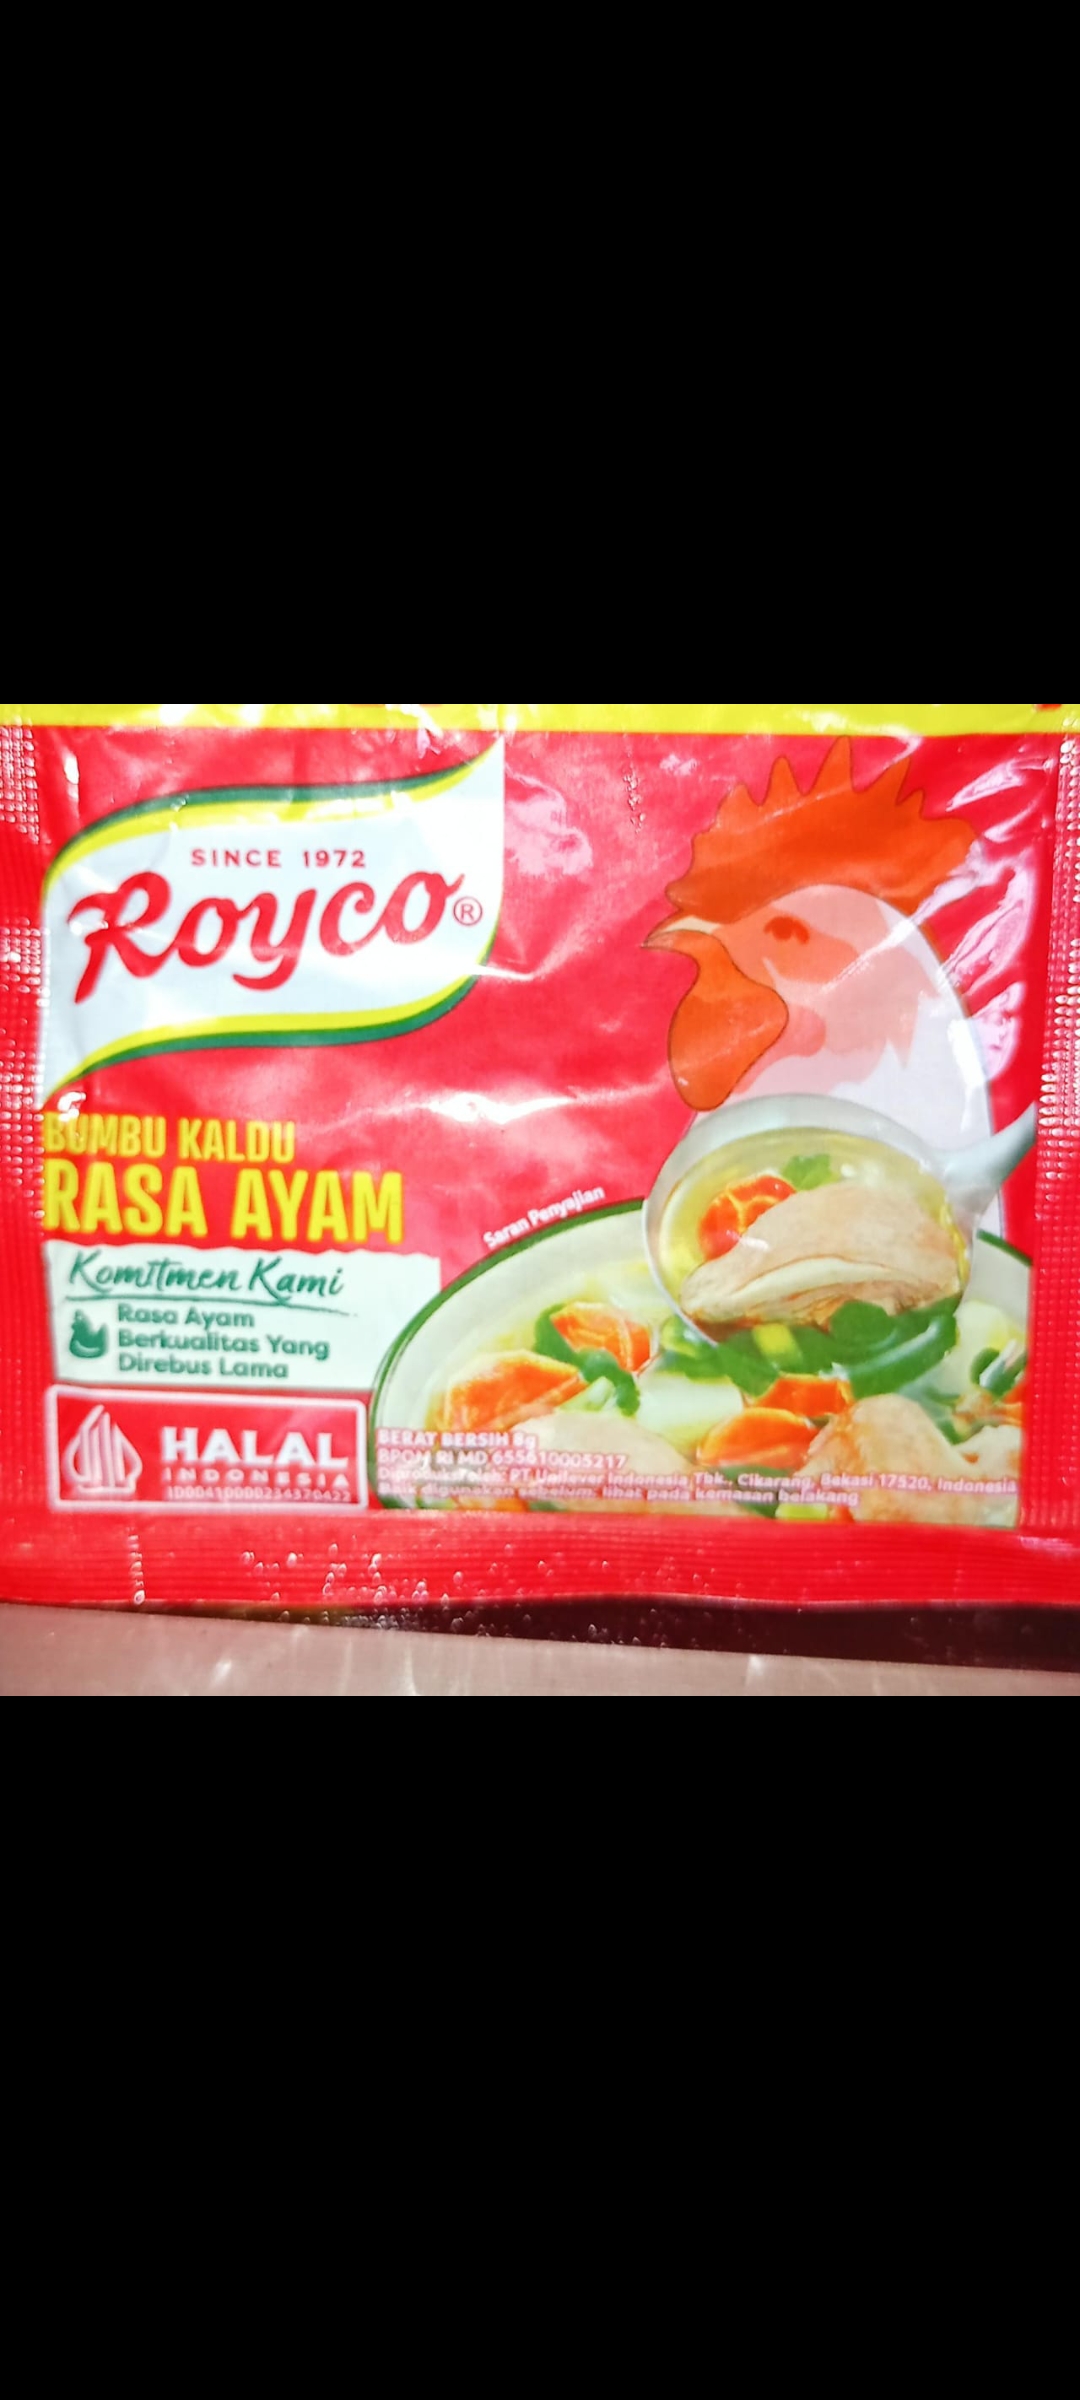 SINCE 1972
Royco®
BUMBU KALDU
RASA AYAM
Saran Penyajian
Komitmen Kami
Rasa Ayam
Berkualitas Yang
Direbus Lama
HALAL
INDONESIA
ID00410000234370422
BERAT BERSIH 8g
BPOM RI MD 655610005217
Diproduksi oleh: PT Unilever Indonesia Tbk., Cikarang, Bekasi 17520, Indonesia
Baik digunakan sebelum, lihat pada kemasan belakang